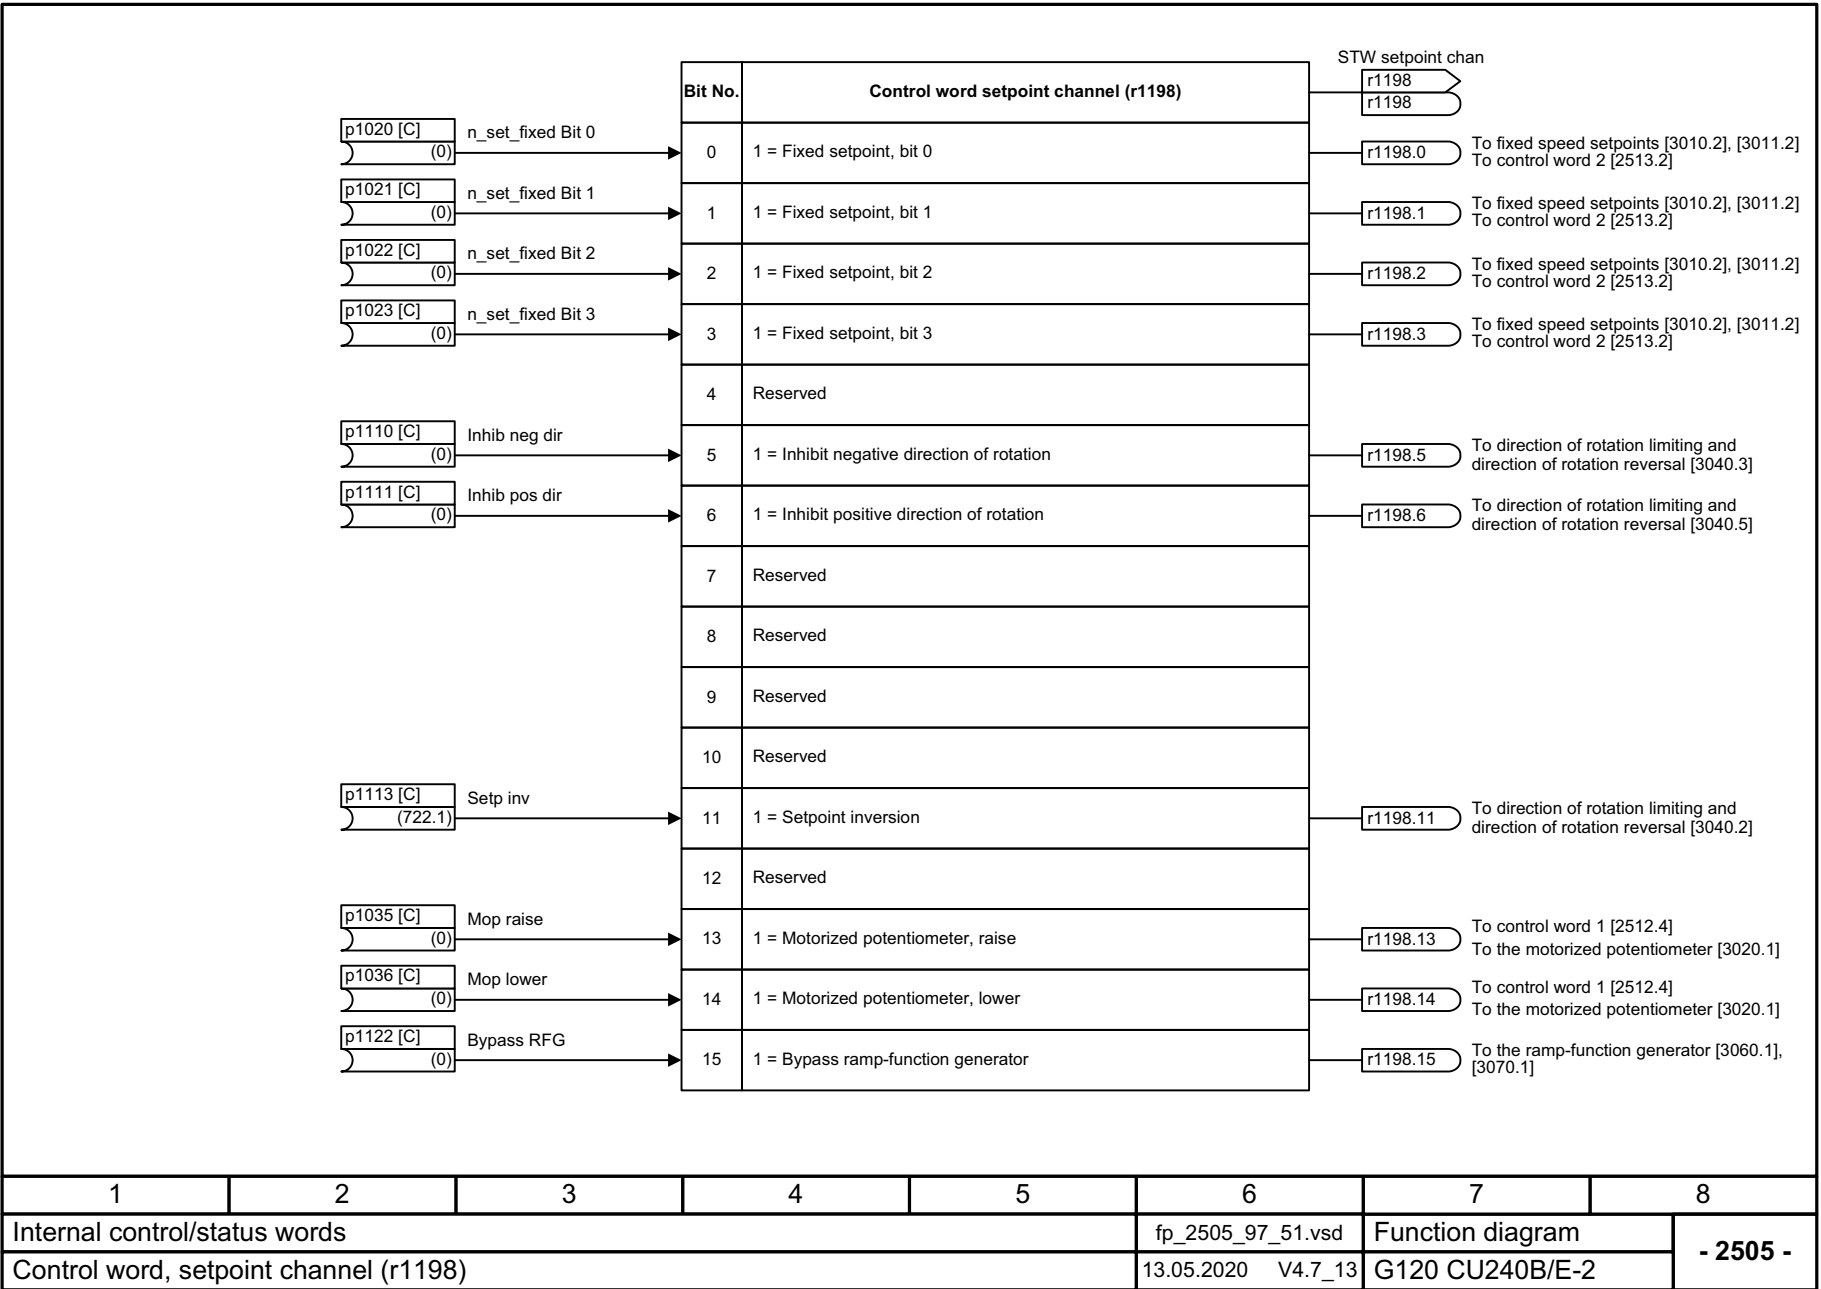 STW setpoint chan
Bit No. Control word setpoint channel (r1198) r1198
r1198
p1020 [C] n_set_fixed Bit 0
(0) 0 1 = Fixed setpoint, bit 0 r1198.0 To fixed speed setpoints [3010.2], [3011.2]
To control word 2 [2513.2]
p1021 [C] n_set_fixed Bit 1
(0) 1 1 = Fixed setpoint, bit 1 r1198.1 To fixed speed setpoints [3010.2], [3011.2]
To control word 2 [2513.2]
p1022 [C] n_set_fixed Bit 2
(0) 2 1 = Fixed setpoint, bit 2 r1198.2 To fixed speed setpoints [3010.2], [3011.2]
To control word 2 [2513.2]
p1023 [C] n_set_fixed Bit 3
(0) 3 1 = Fixed setpoint, bit 3 r1198.3 To fixed speed setpoints [3010.2], [3011.2]
To control word 2 [2513.2]
4 Reserved
p1110 [C] Inhib neg dir
(0) 5 1 = Inhibit negative direction of rotation r1198.5 To direction of rotation limiting and
direction of rotation reversal [3040.3]
p1111 [C] Inhib pos dir
(0) 6 1 = Inhibit positive direction of rotation r1198.6 To direction of rotation limiting and
direction of rotation reversal [3040.5]
7 Reserved
8 Reserved
9 Reserved
10 Reserved
p1113 [C] Setp inv
(722.1) 11 1 = Setpoint inversion r1198.11 To direction of rotation limiting and
direction of rotation reversal [3040.2]
12 Reserved
p1035 [C] Mop raise
(0) 13 1 = Motorized potentiometer, raise r1198.13 To control word 1 [2512.4]
To the motorized potentiometer [3020.1]
p1036 [C] Mop lower
(0) 14 1 = Motorized potentiometer, lower r1198.14 To control word 1 [2512.4]
To the motorized potentiometer [3020.1]
p1122 [C] Bypass RFG
(0) 15 1 = Bypass ramp-function generator r1198.15 To the ramp-function generator [3060.1],
[3070.1]
1 2 3 4 5 6 7 8
Internal control/status words fp_2505_97_51.vsd Function diagram - 2505 -
Control word, setpoint channel (r1198) 13.05.2020 V4.7_13 G120 CU240B/E-2